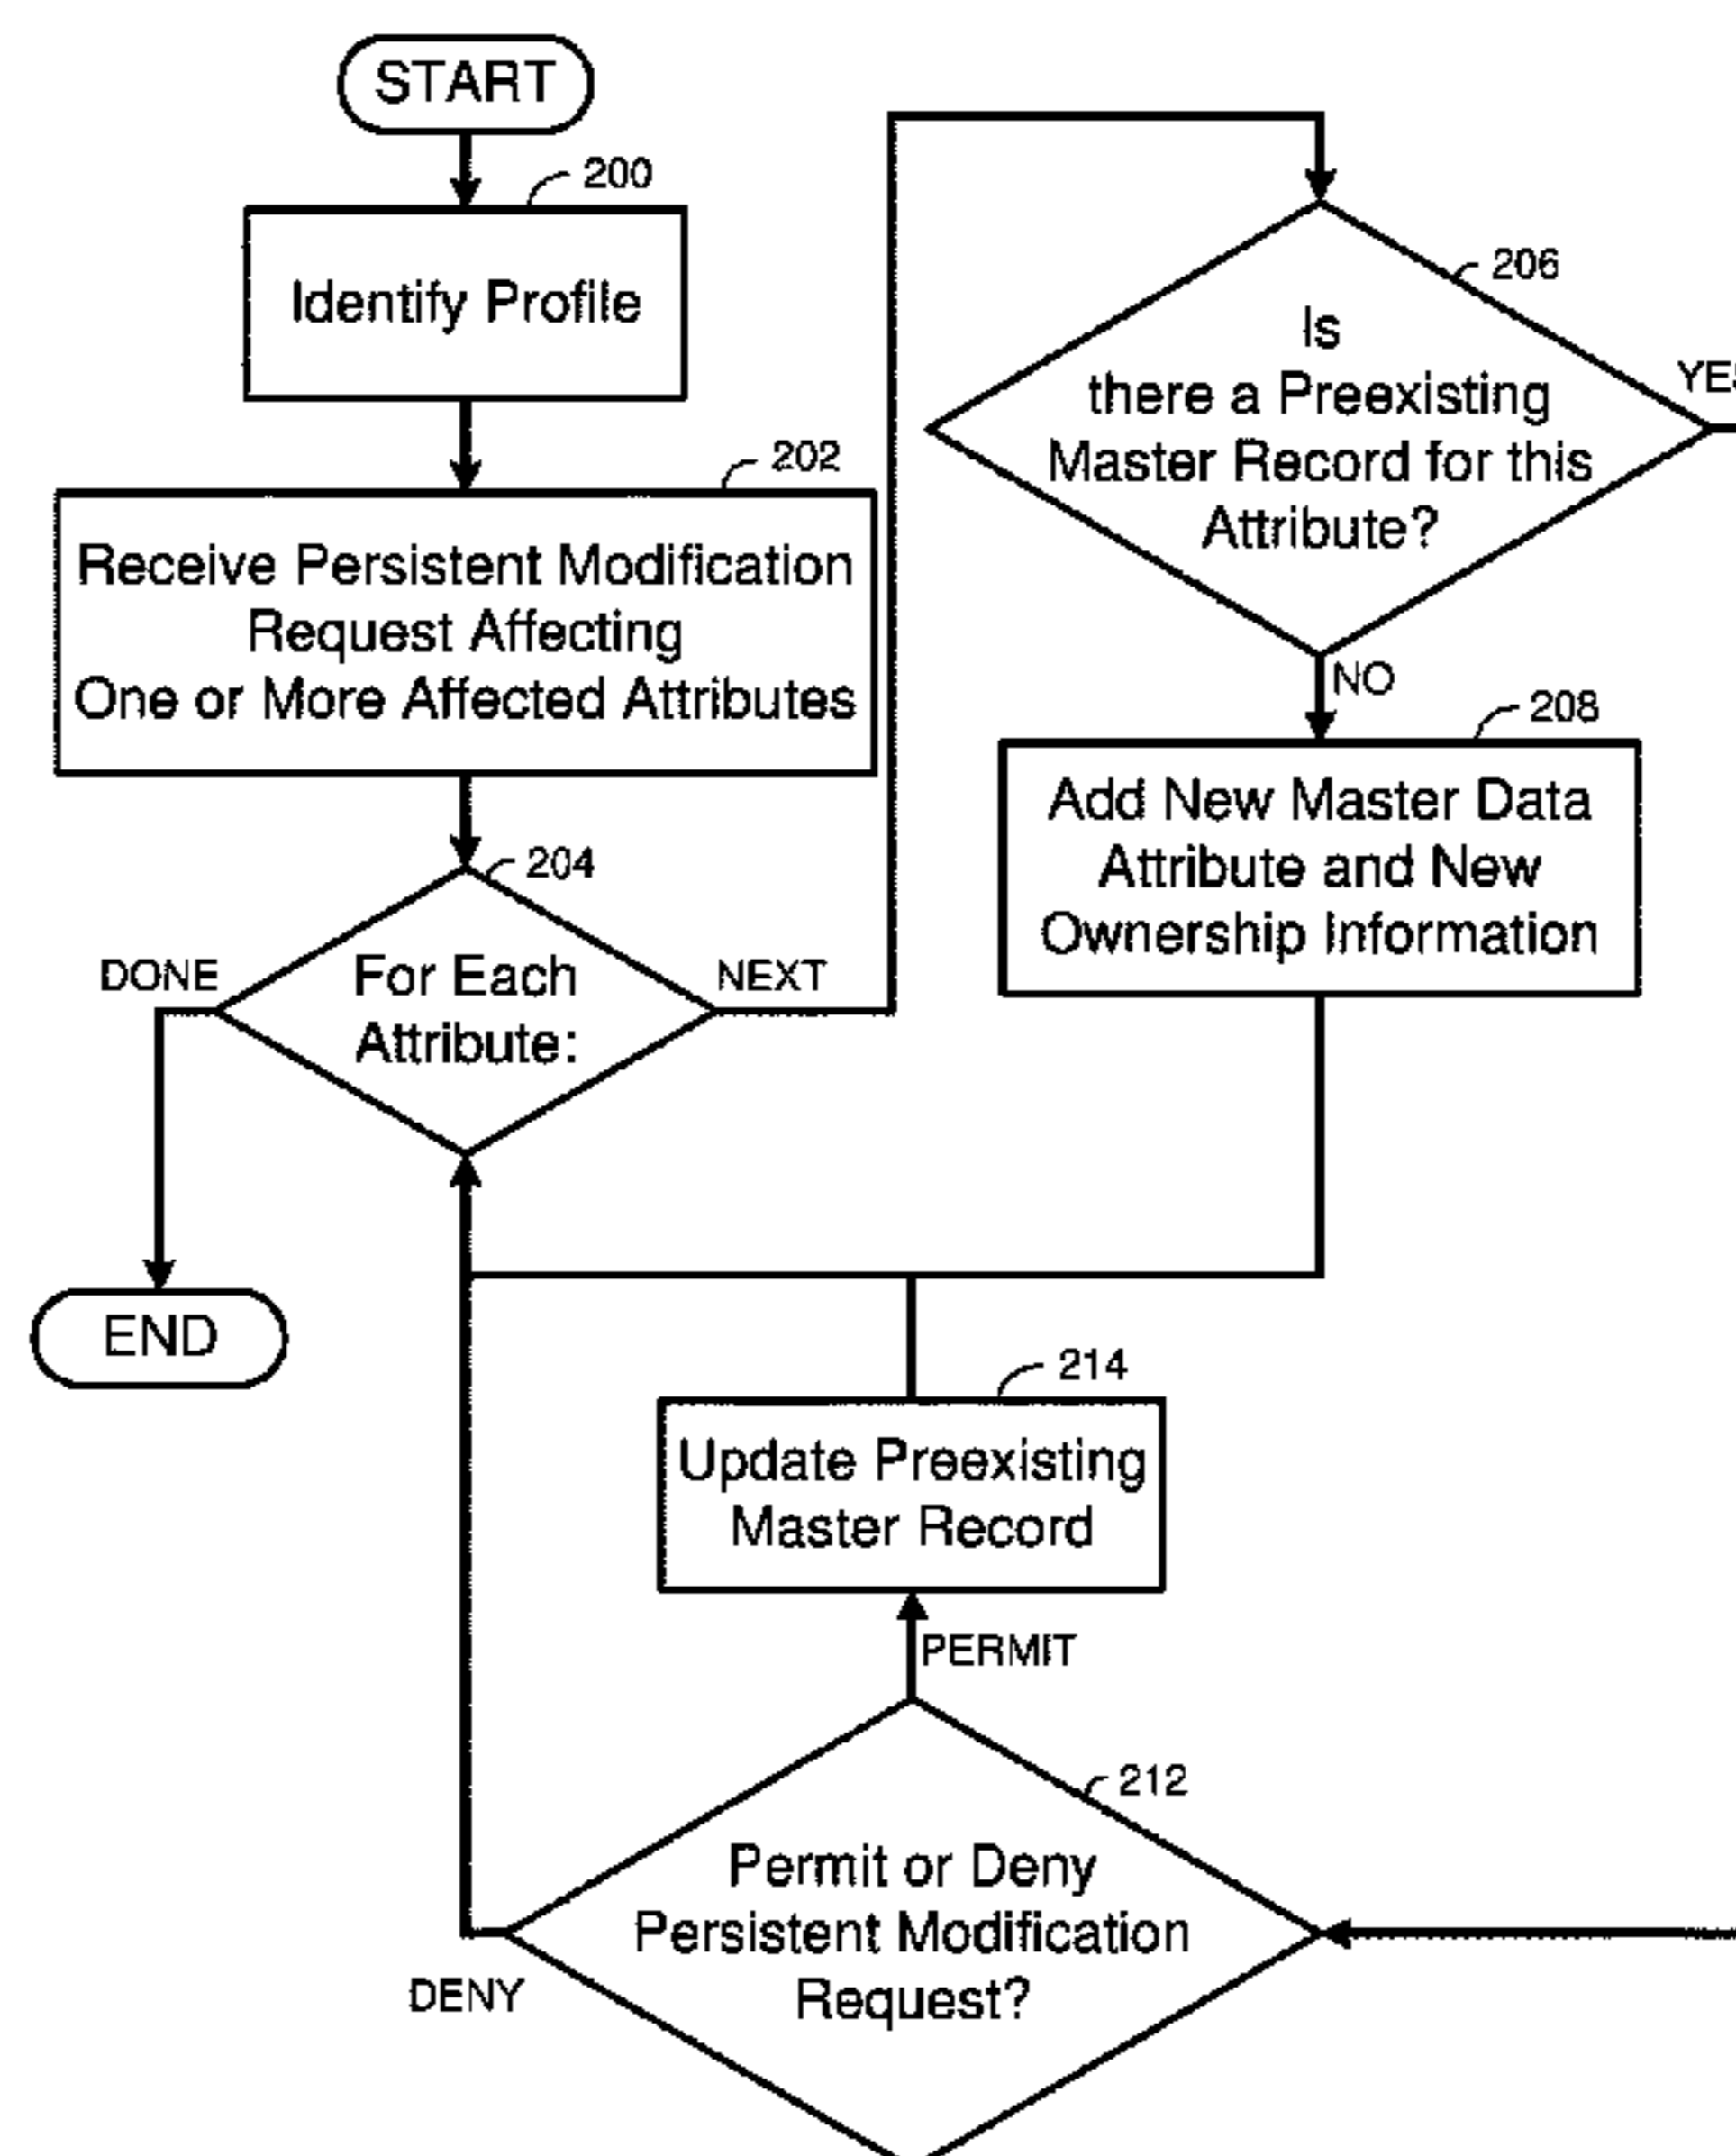 START
200
Identify Profile
202
Receive Persistent Modification
Request Affecting
One or More Affected Attributes
204
For Each
Attribute:
DONE
NEXT
END
206
Is
there a Preexisting
Master Record for this
Attribute?
YES
NO
208
Add New Master Data
Attribute and New
Ownership Information
214
Update Preexisting
Master Record
PERMIT
212
Permit or Deny
Persistent Modification
Request?
DENY